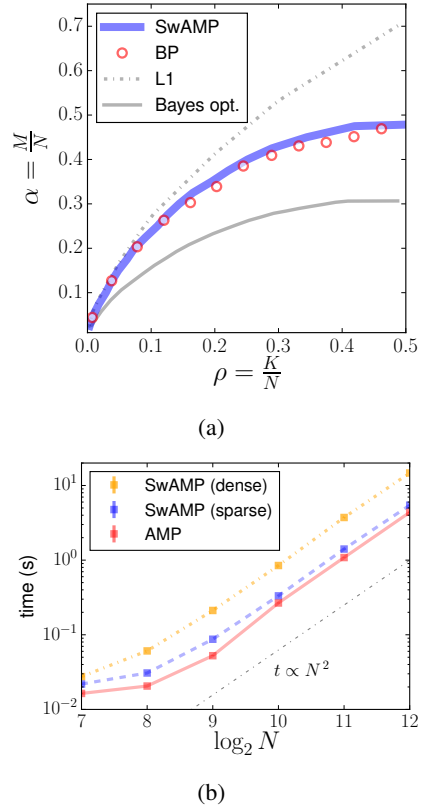 0.7
0.6
0.5
0.4
0.3
0.2
0.1
α = M/N
SwAMP
BP
L1
Bayes opt.
0.0 0.1 0.2 0.3 0.4 0.5
ρ = K/N
(a)
10^1
10^0
10^-1
10^-2
time (s)
SwAMP (dense)
SwAMP (sparse)
AMP
t ∝ N^2
7 8 9 10 11 12
log_2 N
(b)